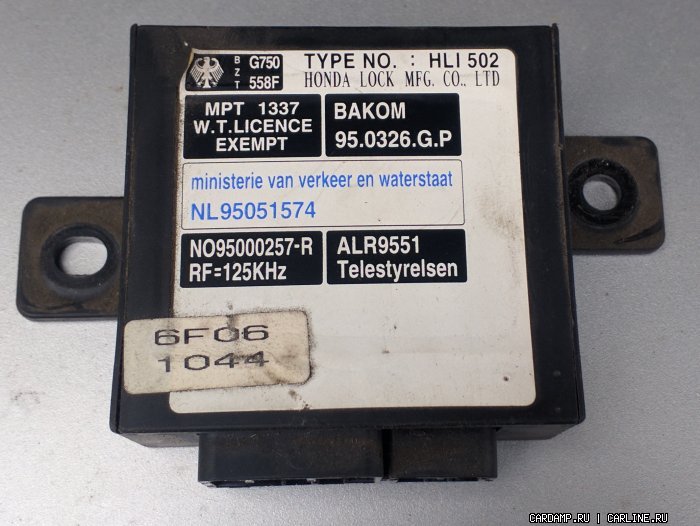 BZT G750 558F
TYPE NO. : HLI 502
HONDA LOCK MFG. CO., LTD
MPT 1337
W.T.LICENCE
EXEMPT
BAKOM
95.0326.G.P
ministerie van verkeer en waterstaat
NL95051574
NO95000257-R
RF=125KHz
ALR9551
Telestyrelsen
6F06
1044
CARDAMP.RU | CARLINE.RU